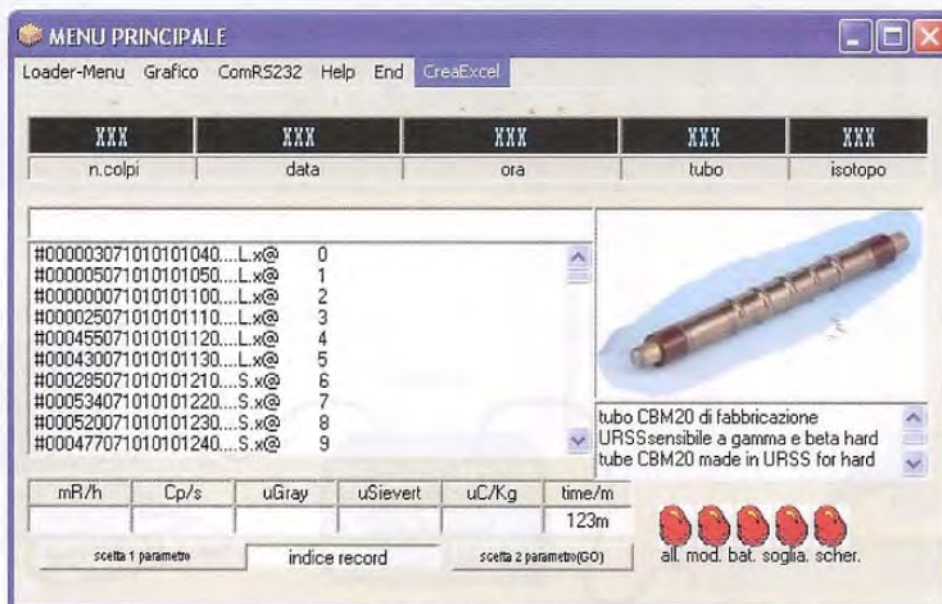 MENU PRINCIPALE
Loader-Menu Grafico ComRS232 Help End CreaExcel
XXX XXX XXX XXX XXX
n.colpi data ora tubo isotopo
#0000030710101010​40....L.x@ 0
#000005071010101050....L.x@ 1
#000000071010101100....L.x@ 2
#000025071010101110....L.x@ 3
#000455071010101120....L.x@ 4
#000430071010101130....L.x@ 5
#000285071010101210....S.x@ 6
#000534071010101220....S.x@ 7
#000520071010101230....S.x@ 8
#000477071010101240....S.x@ 9
tubo CBM20 di fabbricazione
URSSsensibile a gamma e beta hard
tube CBM20 made in URSS for hard
mR/h Cp/s uGray uSievert uC/Kg time/m
123m
scelta 1 parametro indice record scelta 2 parametro(GO)
all. mod. bat. soglia. scher.